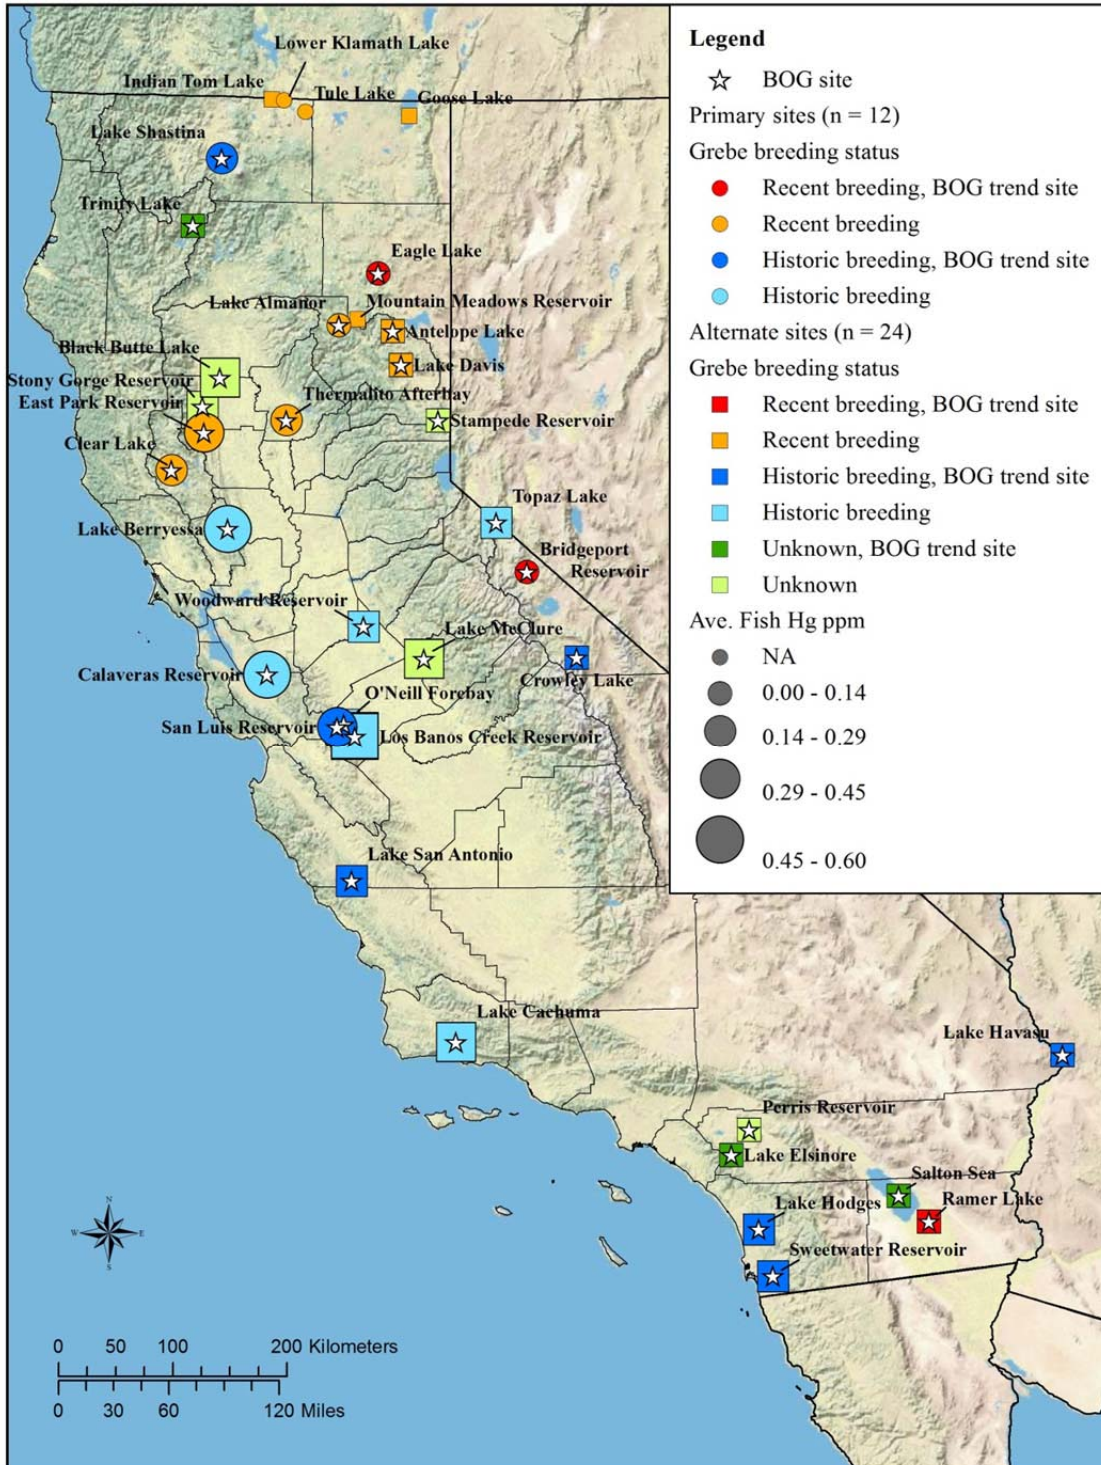 Legend
BOG site
Primary sites (n = 12)
Grebe breeding status
Recent breeding, BOG trend site
Recent breeding
Historic breeding, BOG trend site
Historic breeding
Alternate sites (n = 24)
Grebe breeding status
Recent breeding, BOG trend site
Recent breeding
Historic breeding, BOG trend site
Historic breeding
Unknown, BOG trend site
Unknown
Ave. Fish Hg ppm
NA
0.00 - 0.14
0.14 - 0.29
0.29 - 0.45
0.45 - 0.60
Lower Klamath Lake
Indian Tom Lake
Tule Lake
Goose Lake
Lake Shastina
Trinity Lake
Eagle Lake
Lake Almanor
Mountain Meadows Reservoir
Antelope Lake
Black Butte Lake
Lake Davis
Stony Gorge Reservoir
East Park Reservoir
Thermalito Afterbay
Stampede Reservoir
Clear Lake
Topaz Lake
Lake Berryessa
Bridgeport
Reservoir
Woodward Reservoir
Lake McClure
Calaveras Reservoir
Crowley Lake
O'Neill Forebay
San Luis Reservoir
Los Banos Creek Reservoir
Lake San Antonio
Lake Cachuma
Lake Havasu
Perris Reservoir
Lake Elsinore
Salton Sea
Lake Hodges
Ramer Lake
Sweetwater Reservoir
N
W
E
S
0 50 100 200 Kilometers
0 30 60 120 Miles